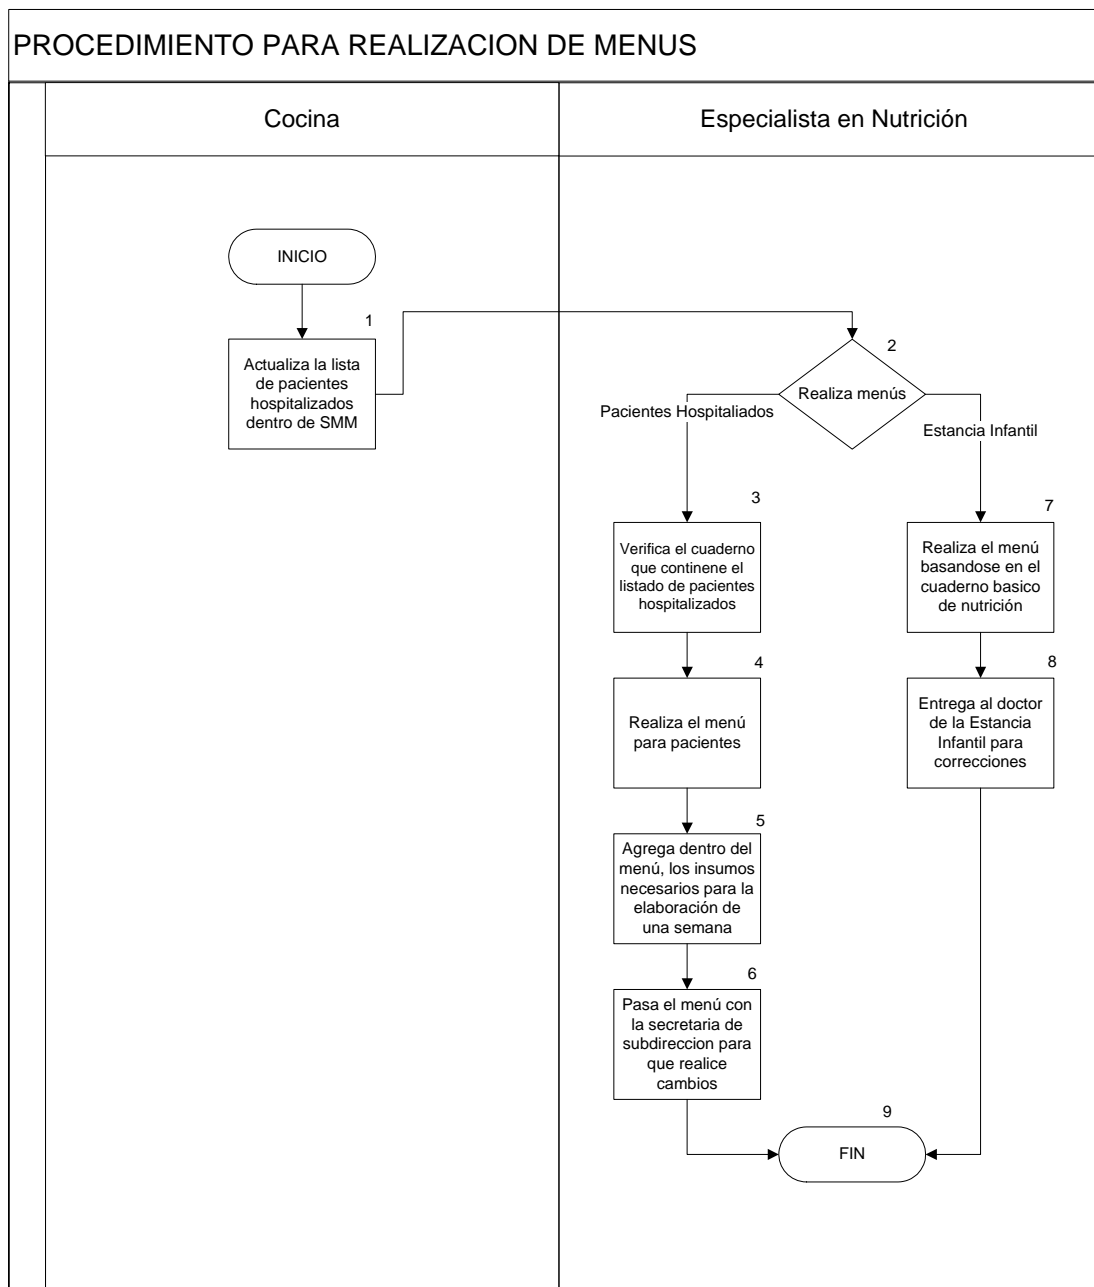 PROCEDIMIENTO PARA REALIZACION DE MENUS
Cocina
Especialista en Nutrición
INICIO
1
Actualiza la lista
de pacientes
hospitalizados
dentro de SMM
2
Realiza menús
Pacientes Hospitaliados
Estancia Infantil
3
Verifica el cuaderno
que continene el
listado de pacientes
hospitalizados
7
Realiza el menú
basandose en el
cuaderno basico
de nutrición
4
Realiza el menú
para pacientes
8
Entrega al doctor
de la Estancia
Infantil para
correcciones
5
Agrega dentro del
menú, los insumos
necesarios para la
elaboración de
una semana
6
Pasa el menú con
la secretaria de
subdireccion para
que realice
cambios
9
FIN